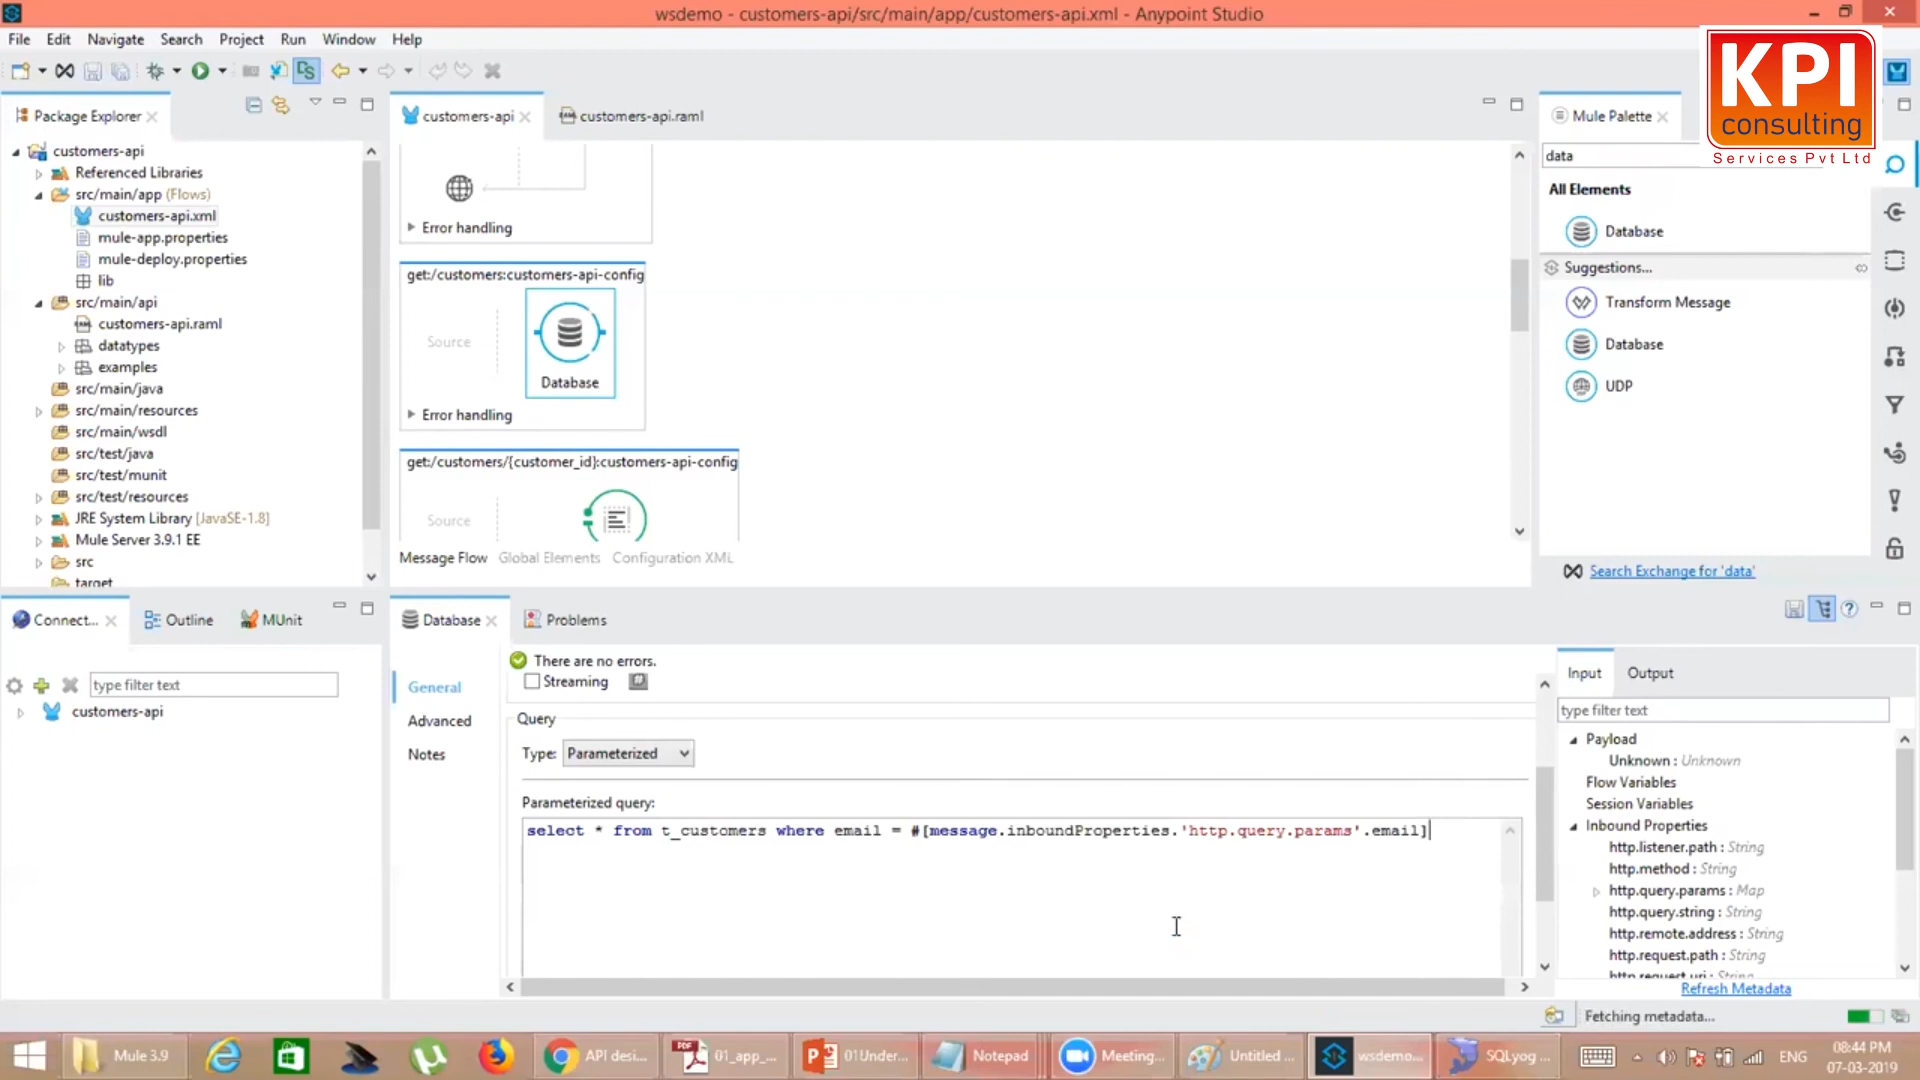 wsdemo - customers-api/src/main/app/customers-api.xml - Anypoint Studio
File Edit Navigate Search Project Run Window Help
KPI
consulting
Services Pvt Ltd
Package Explorer
customers-api
Referenced Libraries
src/main/app (Flows)
customers-api.xml
mule-app.properties
mule-deploy.properties
lib
src/main/api
customers-api.raml
datatypes
examples
src/main/java
src/main/resources
src/main/wsdl
src/test/java
src/test/munit
src/test/resources
JRE System Library [JavaSE-1.8]
Mule Server 3.9.1 EE
src
target
customers-api
customers-api.raml
Error handling
get:/customers:customers-api-config
Source
Database
Error handling
get:/customers/{customer_id}:customers-api-config
Source
Message Flow Global Elements Configuration XML
Mule Palette
data
All Elements
Database
Suggestions...
Transform Message
Database
UDP
Search Exchange for 'data'
Connect... Outline MUnit
type filter text
customers-api
Database Problems
There are no errors.
General
Advanced
Notes
Streaming
Query
Type: Parameterized
Parameterized query:
select * from t_customers where email = #[message.inboundProperties.'http.query.params'.email]
Input Output
type filter text
Payload
Unknown : Unknown
Flow Variables
Session Variables
Inbound Properties
http.listener.path : String
http.method : String
http.query.params : Map
http.query.string : String
http.remote.address : String
http.request.path : String
http.request.uri : String
Refresh Metadata
Fetching metadata...
Mule 3.9
API desi...
01_app_...
01Under...
Notepad
Meeting...
Untitled ...
wsdemo...
SQLyog ...
ENG
08:44 PM
07-03-2019